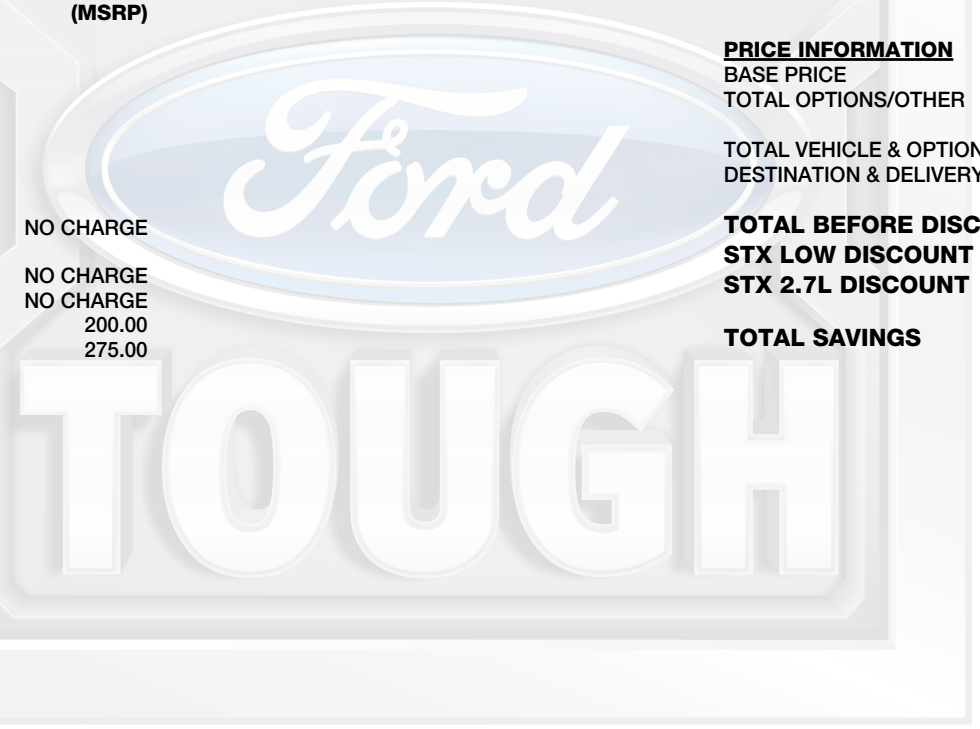 (MSRP)
NO CHARGE
NO CHARGE
NO CHARGE
200.00
275.00
PRICE INFORMATION
BASE PRICE
TOTAL OPTIONS/OTHER
TOTAL VEHICLE & OPTION
DESTINATION & DELIVERY
TOTAL BEFORE DISC
STX LOW DISCOUNT
STX 2.7L DISCOUNT
TOTAL SAVINGS
Ford
TOUGH